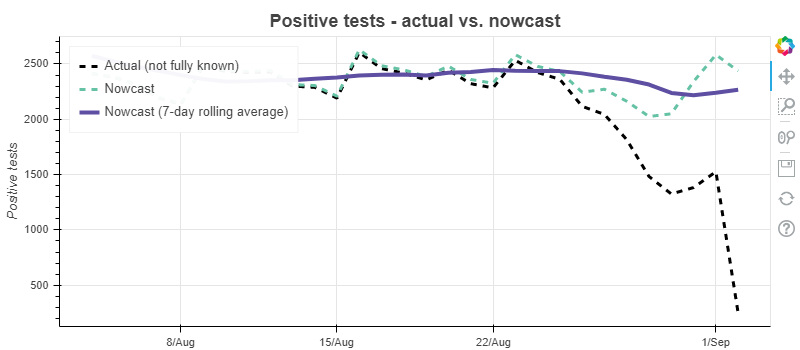 Positive tests - actual vs. nowcast
Actual (not fully known)
Nowcast
Nowcast (7-day rolling average)
Positive tests
2500
2000
1500
1000
500
8/Aug
15/Aug
22/Aug
1/Sep